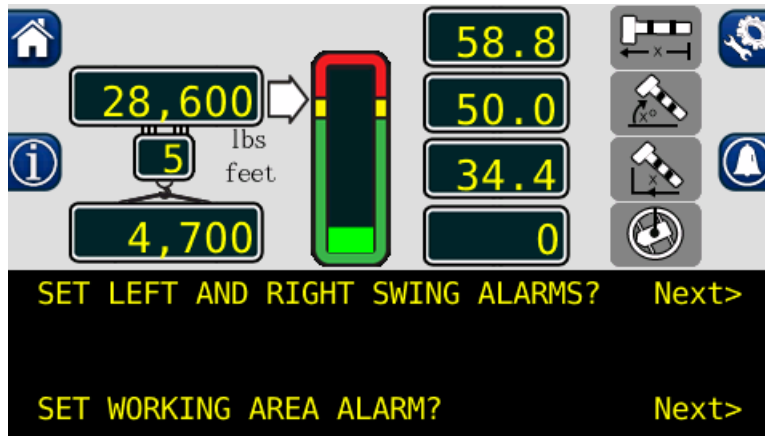 58.8
28,600
x
50.0
x°
lbs
5
feet
34.4
x
4,700
0
SET LEFT AND RIGHT SWING ALARMS? Next>
SET WORKING AREA ALARM? Next>